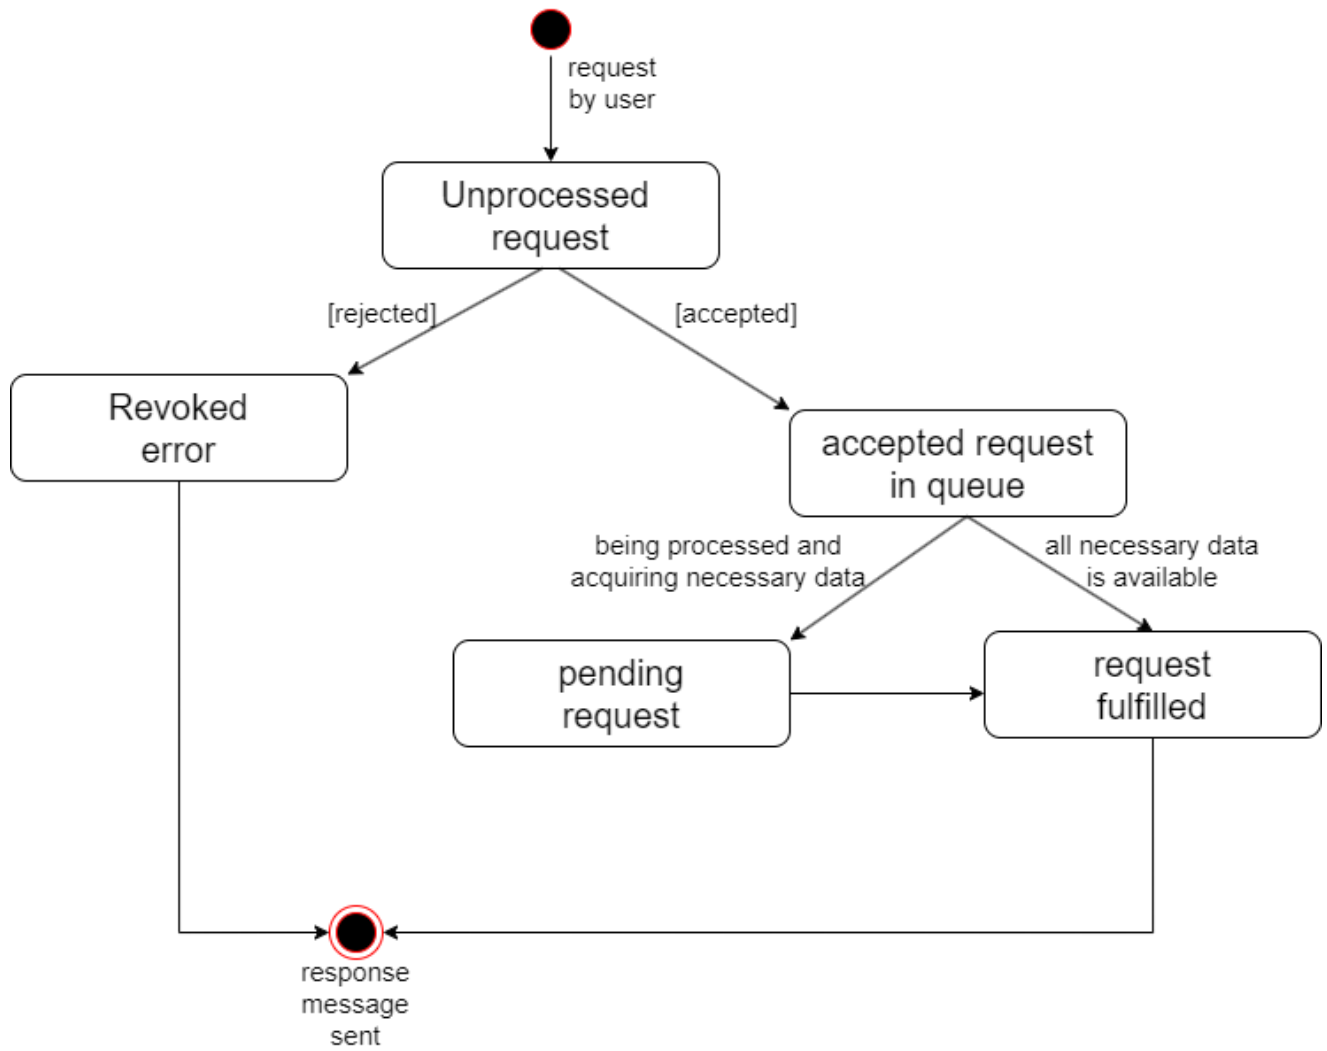 request
by user
Unprocessed
request
[rejected]
[accepted]
Revoked
error
accepted request
in queue
being processed and
acquiring necessary data
all necessary data
is available
pending
request
request
fulfilled
response
message
sent